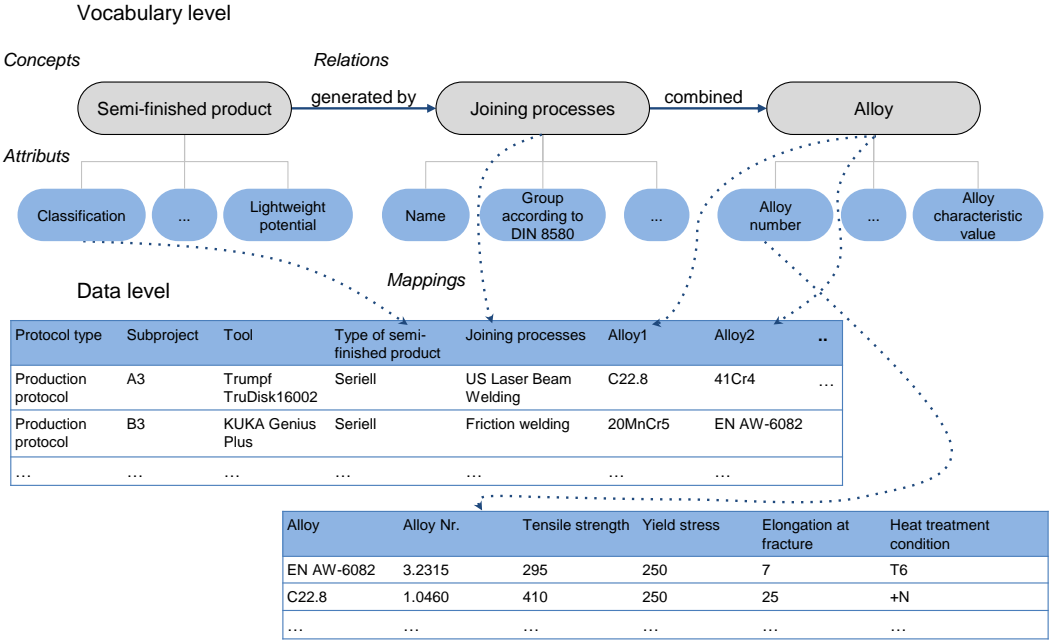 Vocabulary level
Concepts
Relations
Semi-finished product
generated by
Joining processes
combined
Alloy
Attributs
Classification
...
Lightweight
potential
Name
Group
according to
DIN 8580
...
Alloy
number
...
Alloy
characteristic
value
Mappings
Data level
Protocol type Subproject Tool Type of semi-
finished product Joining processes Alloy1 Alloy2 ..
Production
protocol A3 Trumpf
TruDisk16002 Seriell US Laser Beam
Welding C22.8 41Cr4 …
Production
protocol B3 KUKA Genius
Plus Seriell Friction welding 20MnCr5 EN AW-6082
… … … … … … …
Alloy Alloy Nr. Tensile strength Yield stress Elongation at
fracture Heat treatment
condition
EN AW-6082 3.2315 295 250 7 T6
C22.8 1.0460 410 250 25 +N
… … … … … …